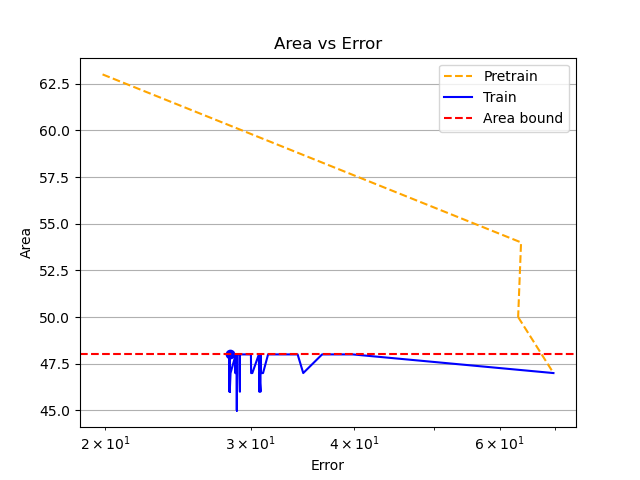 Area vs Error
Pretrain
Train
Area bound
62.5
60.0
57.5
55.0
52.5
50.0
47.5
45.0
Area
2 × 10¹
3 × 10¹
4 × 10¹
6 × 10¹
Error